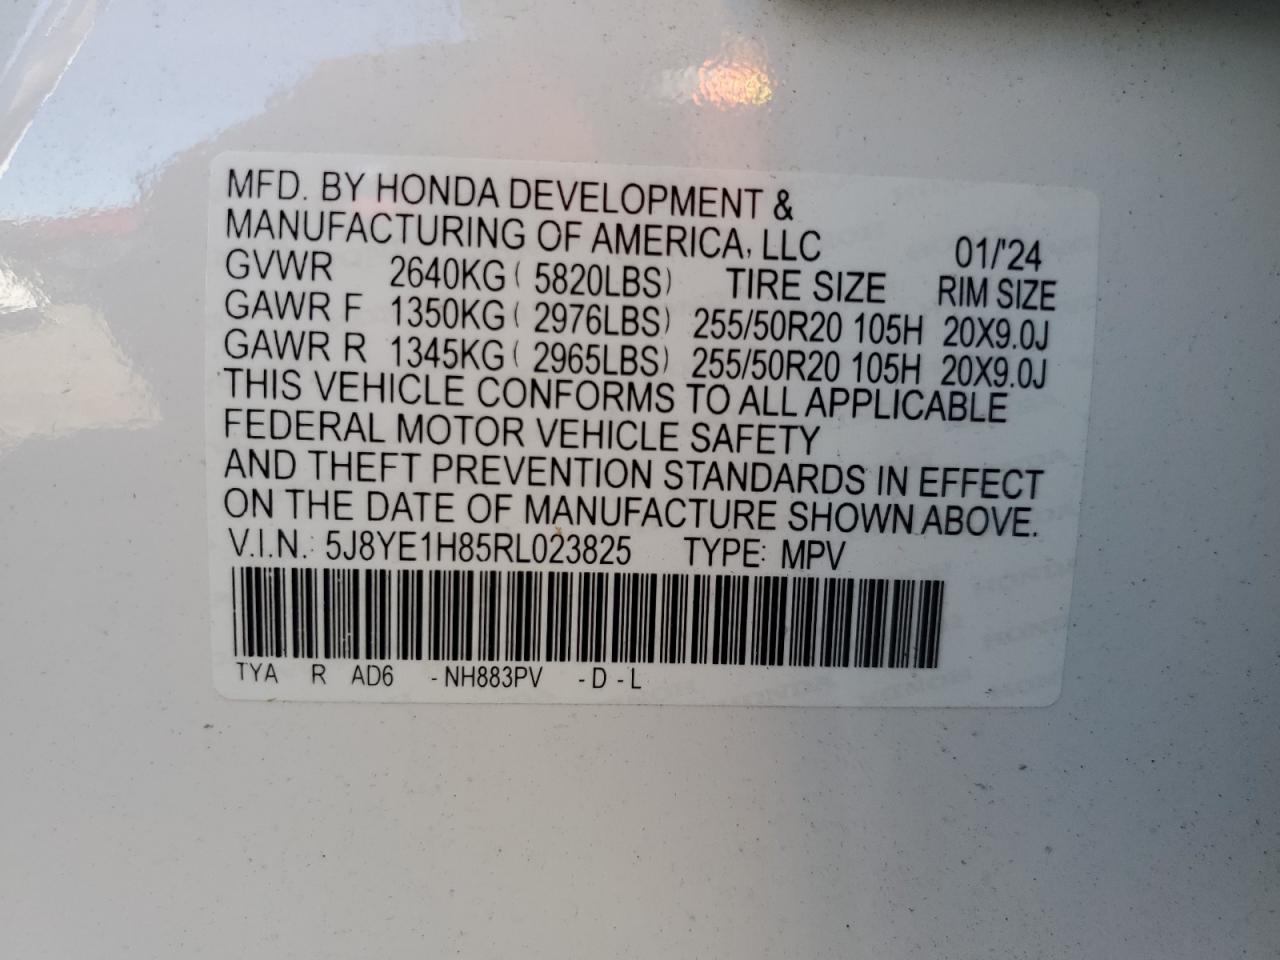 MFD. BY HONDA DEVELOPMENT &
MANUFACTURING OF AMERICA, LLC 01/'24
GVWR 2640KG ( 5820LBS) TIRE SIZE RIM SIZE
GAWR F 1350KG ( 2976LBS) 255/50R20 105H 20X9.0J
GAWR R 1345KG ( 2965LBS) 255/50R20 105H 20X9.0J
THIS VEHICLE CONFORMS TO ALL APPLICABLE
FEDERAL MOTOR VEHICLE SAFETY
AND THEFT PREVENTION STANDARDS IN EFFECT
ON THE DATE OF MANUFACTURE SHOWN ABOVE.
V.I.N.: 5J8YE1H85RL023825 TYPE: MPV
TYA R AD6 -NH883PV -D-L